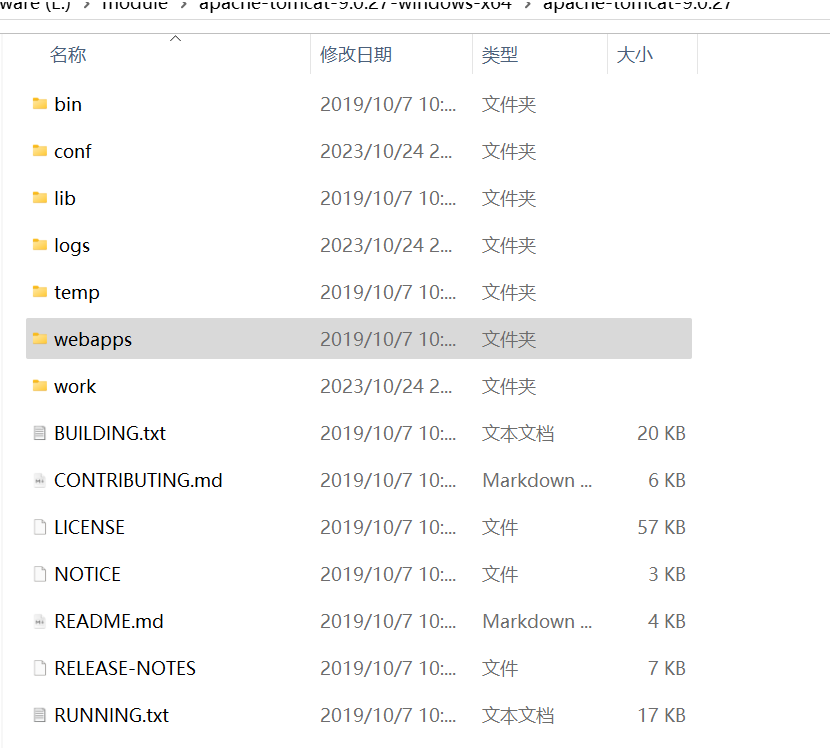 ware (E:) > module > apache-tomcat-9.0.27-windows-x64 > apache-tomcat-9.0.27
名称 修改日期 类型 大小
bin 2019/10/7 10:... 文件夹
conf 2023/10/24 2... 文件夹
lib 2019/10/7 10:... 文件夹
logs 2023/10/24 2... 文件夹
temp 2019/10/7 10:... 文件夹
webapps 2019/10/7 10:... 文件夹
work 2023/10/24 2... 文件夹
BUILDING.txt 2019/10/7 10:... 文本文档 20 KB
CONTRIBUTING.md 2019/10/7 10:... Markdown ... 6 KB
LICENSE 2019/10/7 10:... 文件 57 KB
NOTICE 2019/10/7 10:... 文件 3 KB
README.md 2019/10/7 10:... Markdown ... 4 KB
RELEASE-NOTES 2019/10/7 10:... 文件 7 KB
RUNNING.txt 2019/10/7 10:... 文本文档 17 KB